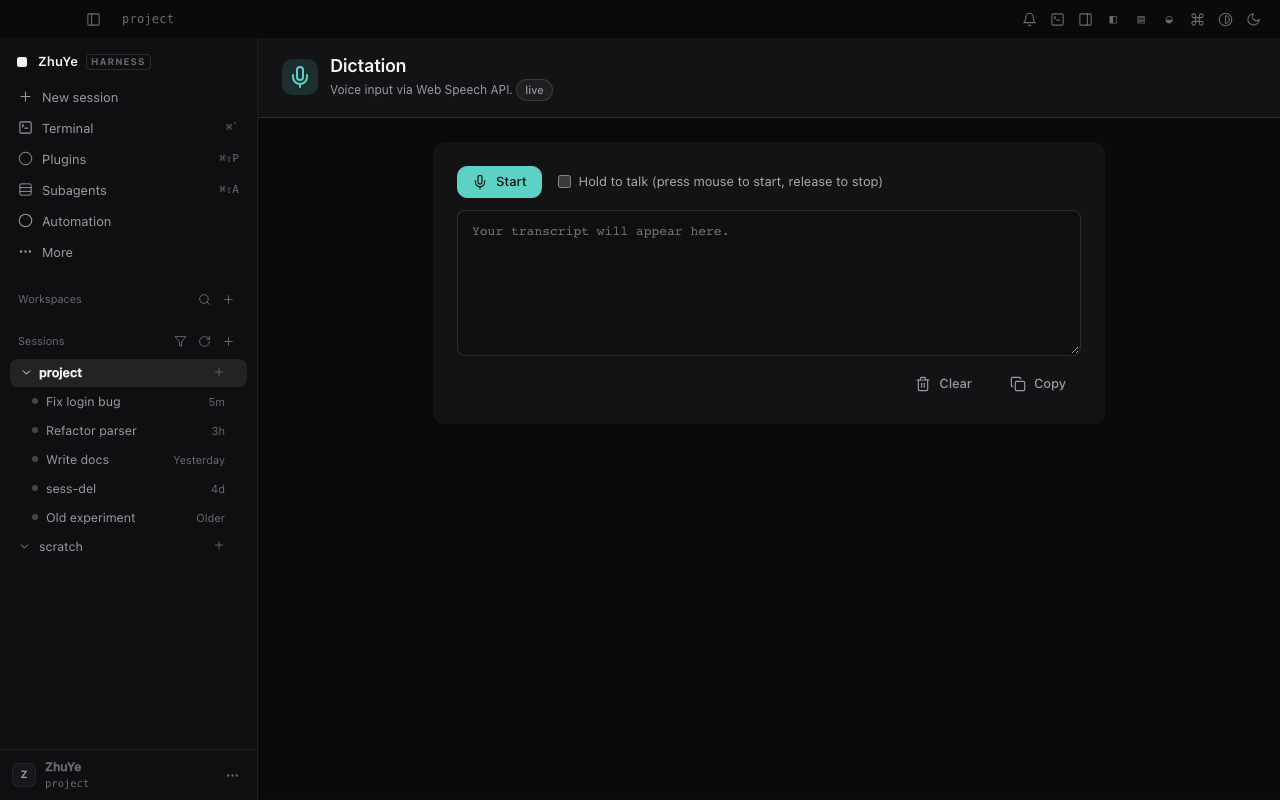 project
ZhuYe HARNESS
New session
Terminal ⌘`
Plugins ⌘⇧P
Subagents ⌘⇧A
Automation
More
Workspaces
Sessions
project
Fix login bug 5m
Refactor parser 3h
Write docs Yesterday
sess-del 4d
Old experiment Older
scratch
Z
ZhuYe
project
Dictation
Voice input via Web Speech API. live
Start Hold to talk (press mouse to start, release to stop)
Your transcript will appear here.
Clear Copy